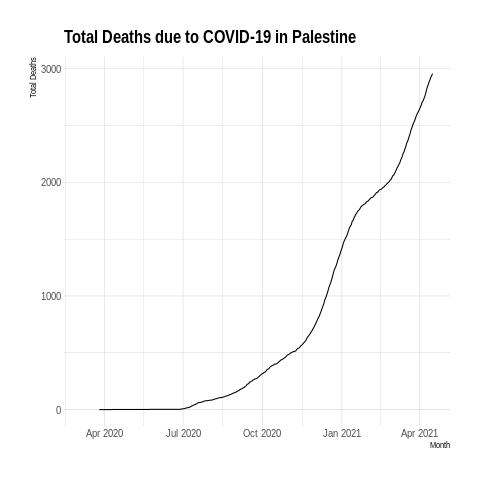 Total Deaths due to COVID-19 in Palestine
Total Deaths
3000
2000
1000
0
Apr 2020 Jul 2020 Oct 2020 Jan 2021 Apr 2021
Month